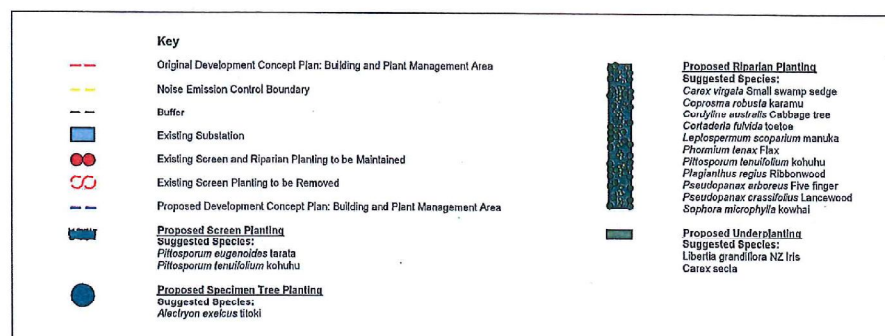 Key
Original Development Concept Plan: Building and Plant Management Area
Noise Emission Control Boundary
Buffer
Existing Substation
Existing Screen and Riparian Planting to be Maintained
Existing Screen Planting to be Removed
Proposed Development Concept Plan: Building and Plant Management Area
Proposed Screen Planting
Suggested Species:
Pittosporum eugenoides tarata
Pittosporum tenuifolium kohuhu
Proposed Specimen Tree Planting
Suggested Species:
Alectryon exelcus titoki
Proposed Riparian Planting
Suggested Species:
Carex virgata Small swamp sedge
Coprosma robusta karamu
Cordyline australis Cabbage tree
Cortaderia fulvida toetoe
Leptospermum scoparium manuka
Phormium tenax Flax
Pittosporum tenuifolium kohuhu
Plagianthus regius Ribbonwood
Pseudopanax arboreus Five finger
Pseudopanax crassifolius Lancewood
Sophora microphylla kowhai
Proposed Underplanting
Suggested Species:
Libertia grandiflora NZ Iris
Carex secta